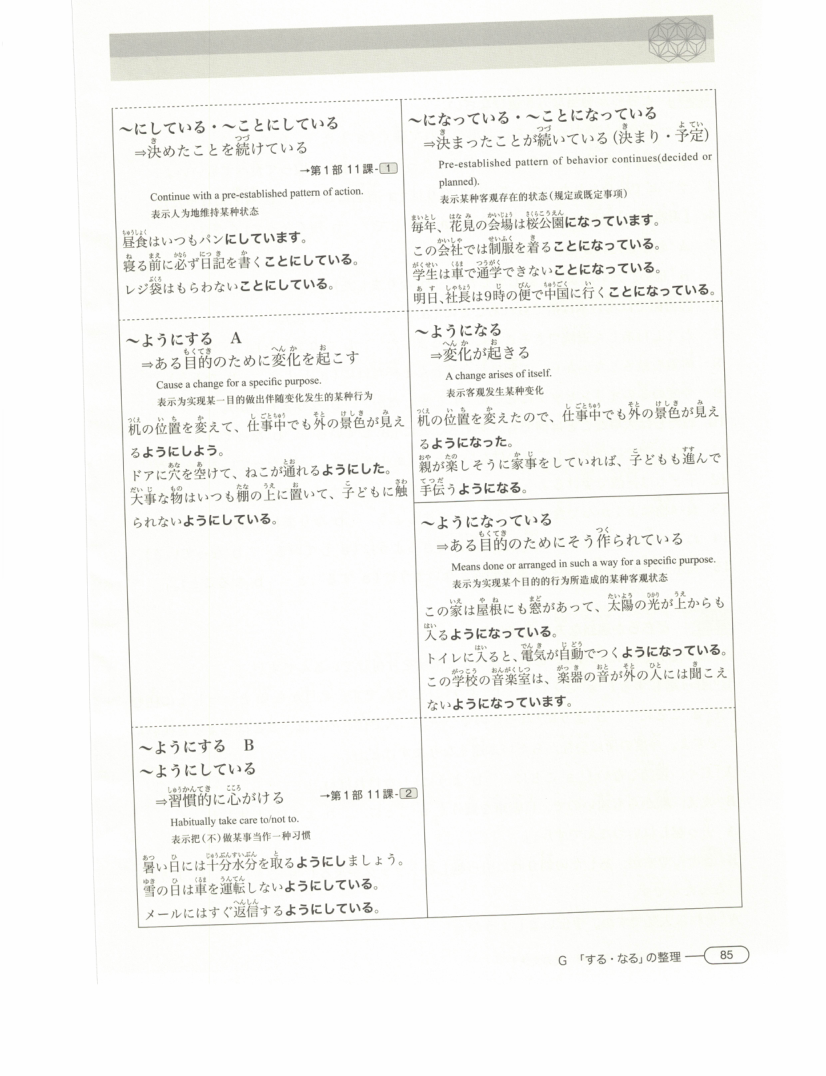 ～にしている・～ことにしている
⇒決めたことを続けている
→第1部 11課-1
Continue with a pre-established pattern of action.
表示人为地维持某种状态
昼食はいつもパンにしています。
寝る前に必ず日記を書くことにしている。
レジ袋はもらわないことにしている。
～になっている・～ことになっている
⇒決まったことが続いている(決まり・予定)
Pre-established pattern of behavior continues(decided or
planned).
表示某种客观存在的状态(规定或既定事项)
毎年、花見の会場は桜公園になっています。
この会社では制服を着ることになっている。
学生は車で通学できないことになっている。
明日、社長は9時の便で中国に行くことになっている。
～ようにする A
⇒ある目的のために変化を起こす
Cause a change for a specific purpose.
表示为实现某一目的做出伴随变化发生的某种行为
机の位置を変えて、仕事中でも外の景色が見え
るようにしよう。
ドアに穴を空けて、ねこが通れるようにした。
大事な物はいつも棚の上に置いて、子どもに触
られないようにしている。
～ようになる
⇒変化が起きる
A change arises of itself.
表示客观发生某种变化
机の位置を変えたので、仕事中でも外の景色が見え
るようになった。
親が楽しそうに家事をしていれば、子どもも進んで
手伝うようになる。
～ようになっている
⇒ある目的のためにそう作られている
Means done or arranged in such a way for a specific purpose.
表示为实现某个目的的行为所造成的某种客观状态
この家は屋根にも窓があって、太陽の光が上からも
入るようになっている。
トイレに入ると、電気が自動でつくようになっている。
この学校の音楽室は、楽器の音が外の人には聞こえ
ないようになっています。
～ようにする B
～ようにしている
⇒習慣的に心がける
→第1部 11課-2
Habitually take care to/not to.
表示把(不)做某事当作一种习惯
暑い日には十分水分を取るようにしましょう。
雪の日は車を運転しないようにしている。
メールにはすぐ返信するようにしている。
G 「する・なる」の整理
85